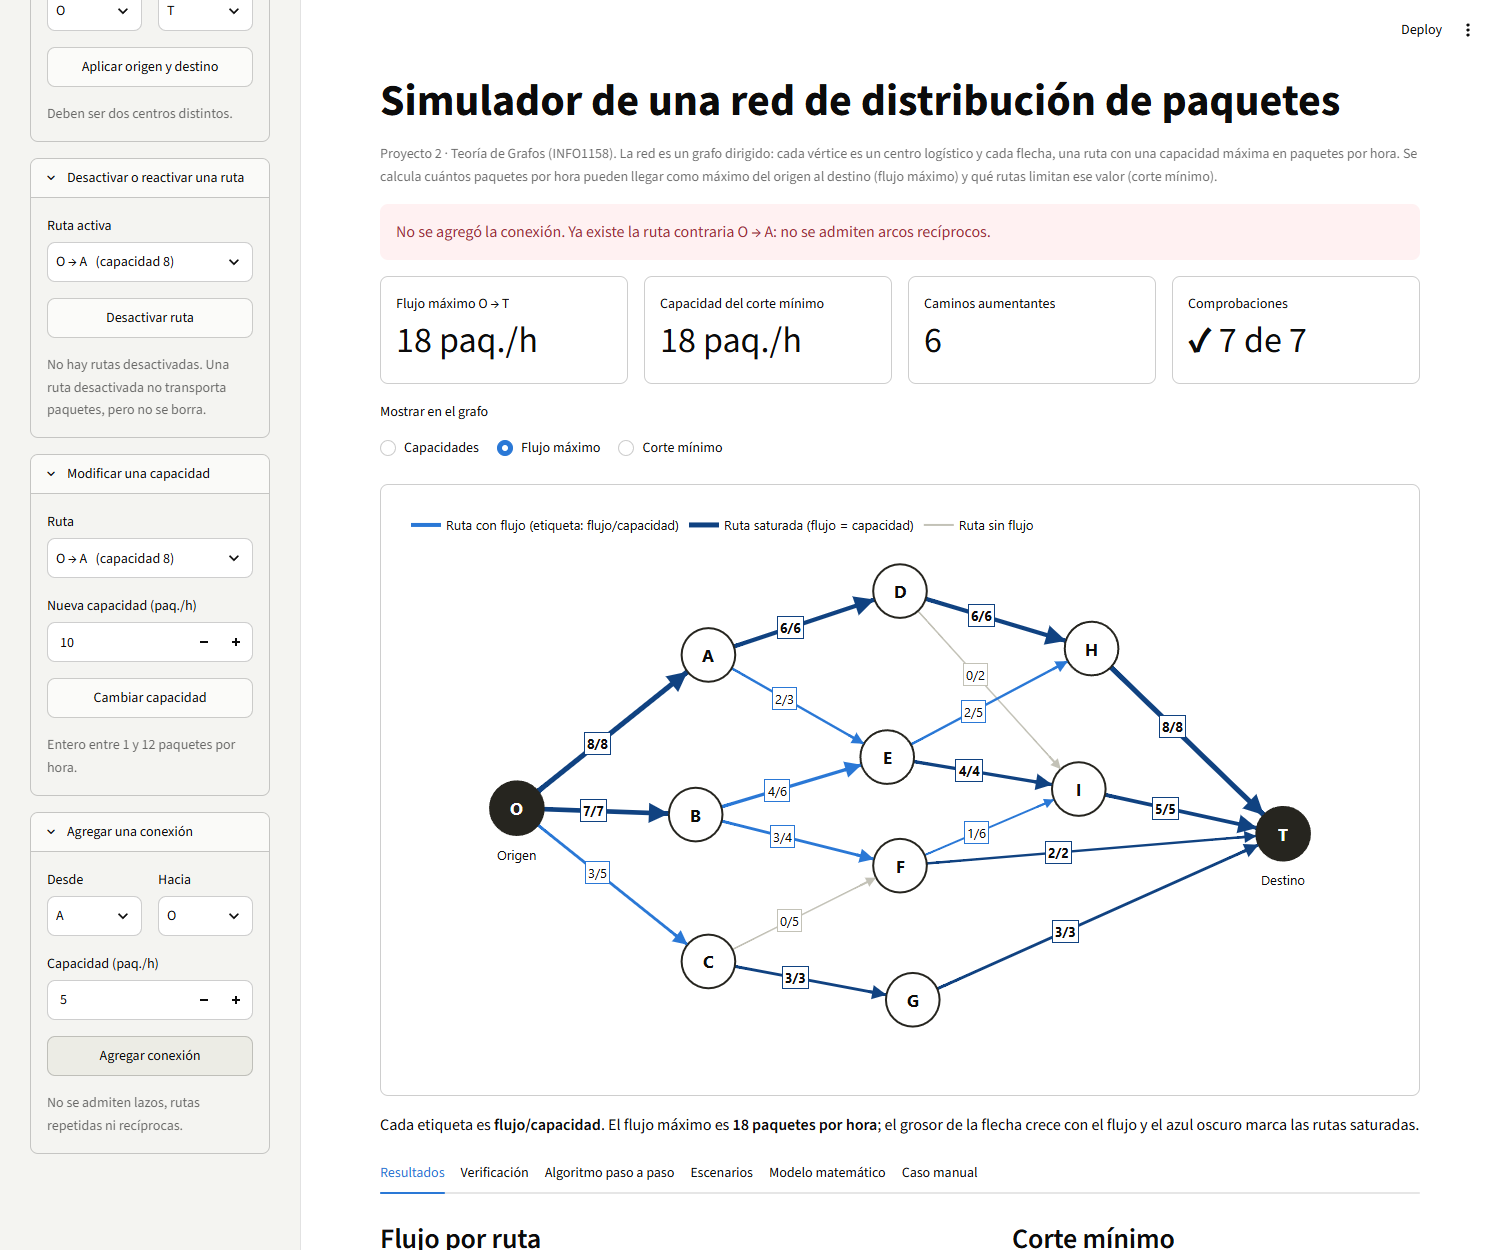 O
T
Aplicar origen y destino
Deben ser dos centros distintos.
Desactivar o reactivar una ruta
Ruta activa
O → A (capacidad 8)
Desactivar ruta
No hay rutas desactivadas. Una
ruta desactivada no transporta
paquetes, pero no se borra.
Modificar una capacidad
Ruta
O → A (capacidad 8)
Nueva capacidad (paq./h)
10
Cambiar capacidad
Entero entre 1 y 12 paquetes por
hora.
Agregar una conexión
Desde
Hacia
A
O
Capacidad (paq./h)
5
Agregar conexión
No se admiten lazos, rutas
repetidas ni recíprocas.
Deploy
Simulador de una red de distribución de paquetes
Proyecto 2 · Teoría de Grafos (INFO1158). La red es un grafo dirigido: cada vértice es un centro logístico y cada flecha, una ruta con una capacidad máxima en paquetes por hora. Se
calcula cuántos paquetes por hora pueden llegar como máximo del origen al destino (flujo máximo) y qué rutas limitan ese valor (corte mínimo).
No se agregó la conexión. Ya existe la ruta contraria O → A: no se admiten arcos recíprocos.
Flujo máximo O → T
18 paq./h
Capacidad del corte mínimo
18 paq./h
Caminos aumentantes
6
Comprobaciones
✓ 7 de 7
Mostrar en el grafo
Capacidades
Flujo máximo
Corte mínimo
Ruta con flujo (etiqueta: flujo/capacidad)
Ruta saturada (flujo = capacidad)
Ruta sin flujo
D
6/6
6/6
A
H
0/2
2/3
2/5
8/8
8/8
E
4/4
4/6
I
O
7/7
B
5/5
T
Origen
3/4
1/6
2/2
Destino
3/5
F
0/5
3/3
C
3/3
G
Cada etiqueta es flujo/capacidad. El flujo máximo es 18 paquetes por hora; el grosor de la flecha crece con el flujo y el azul oscuro marca las rutas saturadas.
Resultados
Verificación
Algoritmo paso a paso
Escenarios
Modelo matemático
Caso manual
Flujo por ruta
Corte mínimo